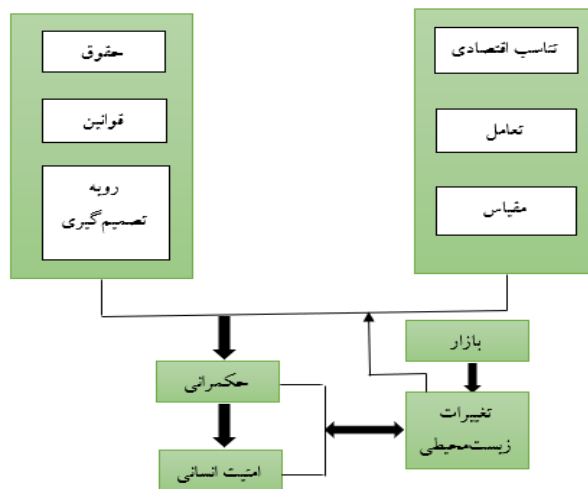 تناسب اقتصادی
تعامل
مقیاس
حقوق
قوانین
رویه
تصمیم‌گیری
بازار
حکمرانی
تغییرات
زیست‌محیطی
امنیت انسانی